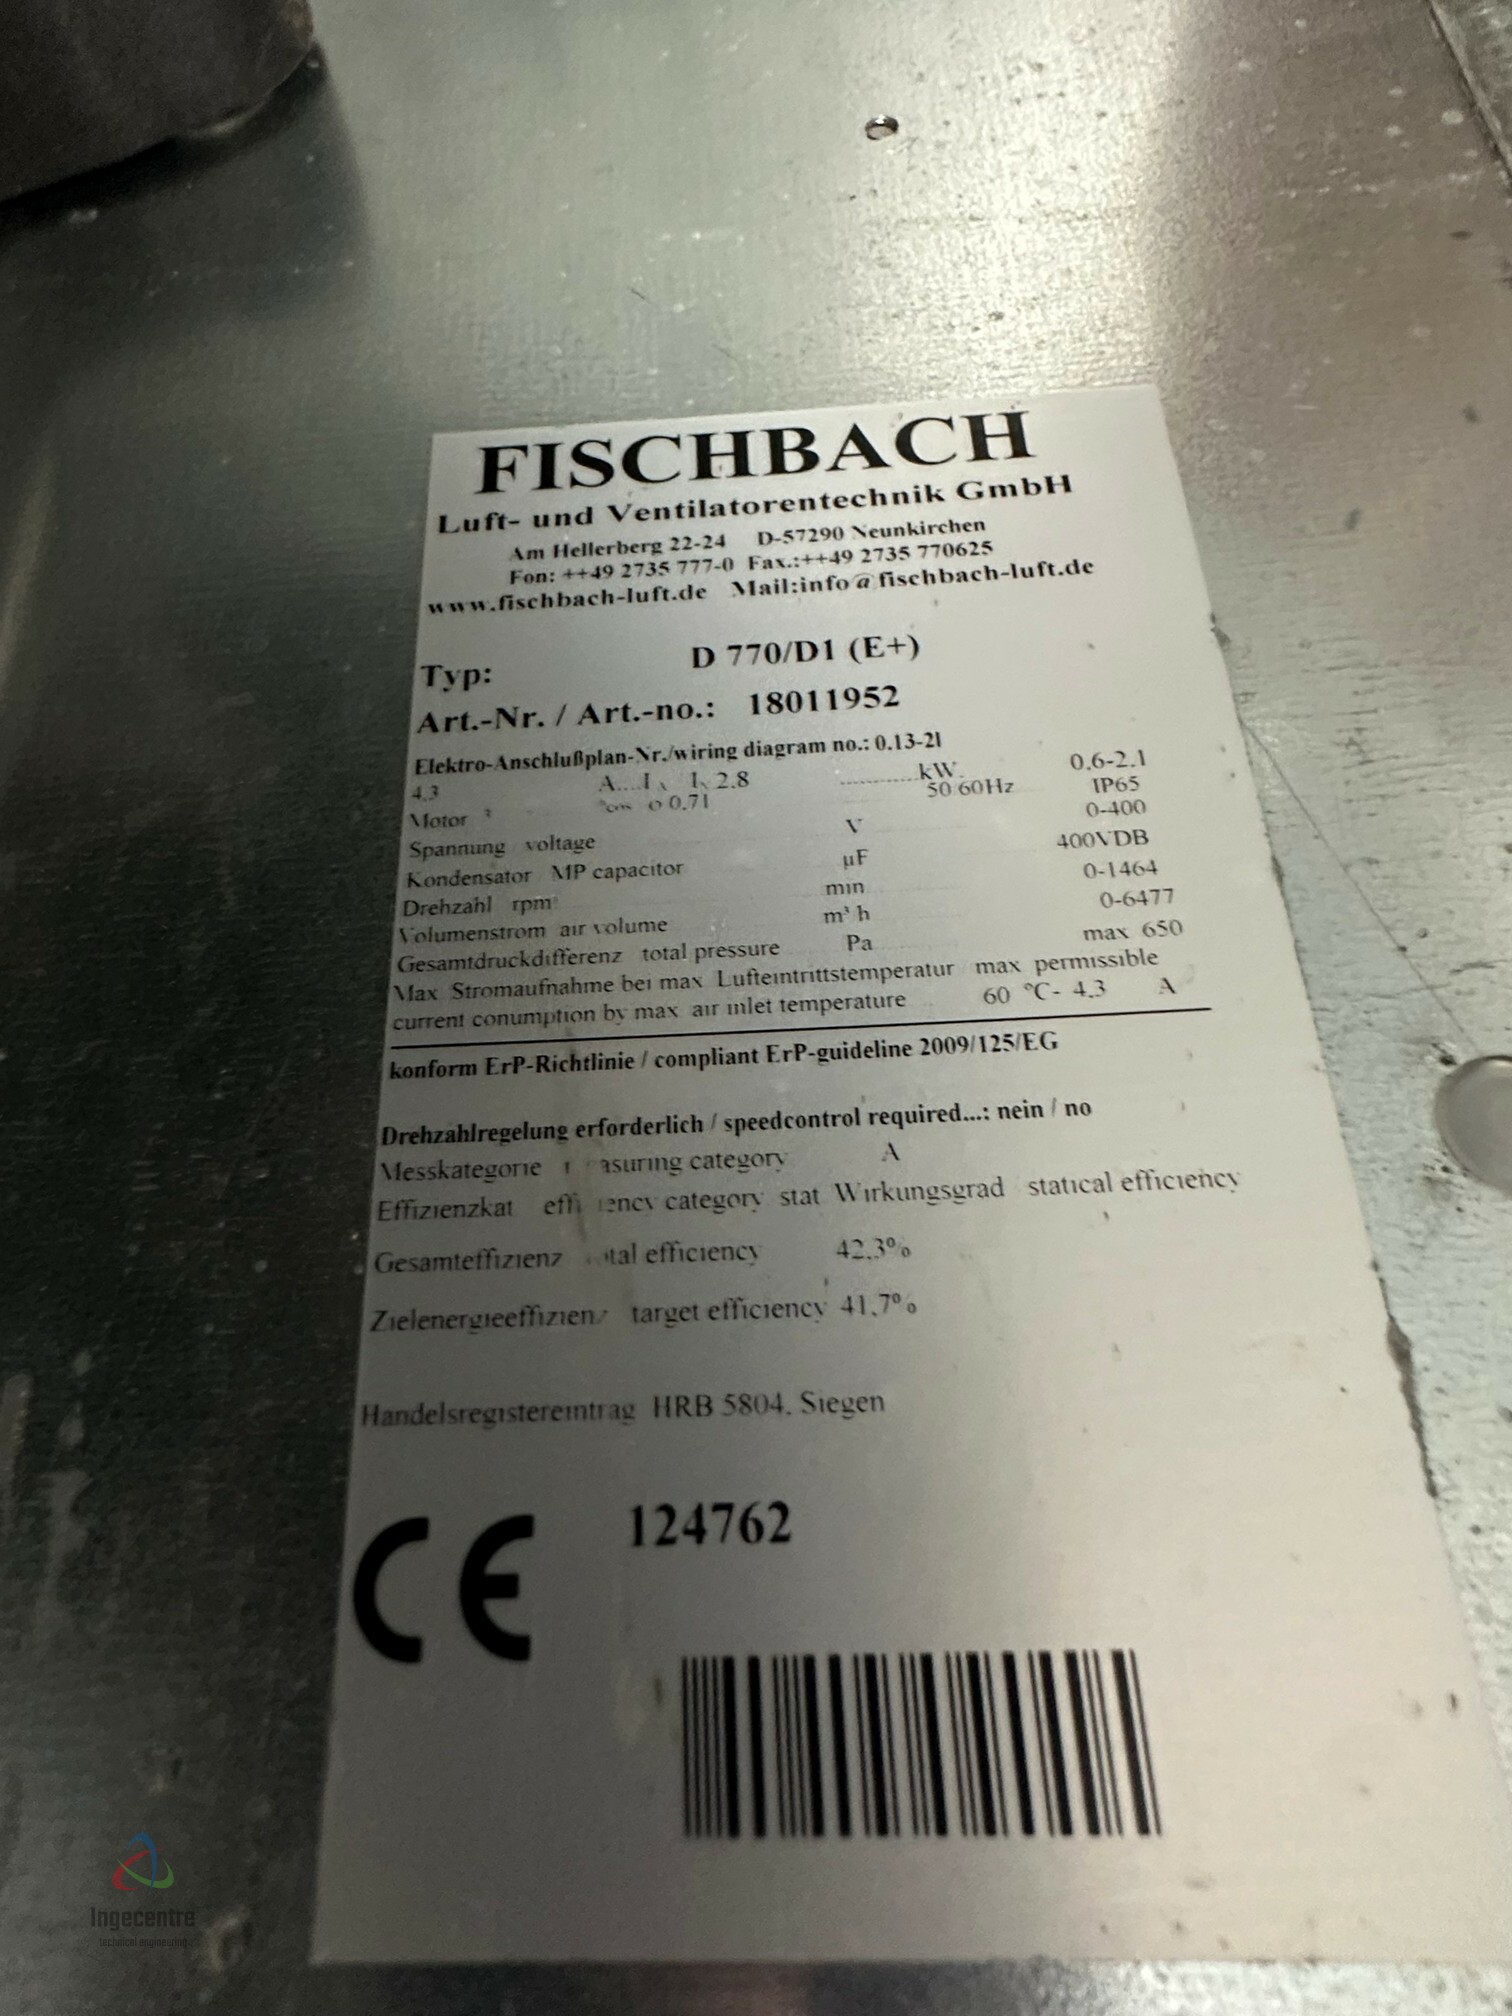 FISCHBACH
Luft- und Ventilatorentechnik GmbH
Am Hellerberg 22-24 D-57290 Neunkirchen
Fon: ++49 2735 777-0 Fax.:++49 2735 770625
www.fischbach-luft.de Mail:info@fischbach-luft.de
Typ: D 770/D1 (E+)
Art.-Nr. / Art.-no.: 18011952
Elektro-Anschlußplan-Nr./wiring diagram no.: 0.13-2I
4.3 2.8 kW 0.6-2.1
Motor 0.71 50 60Hz IP65
Spannung voltage V 0-400
Kondensator MP capacitor µF 400VDB
Drehzahl rpm min 0-1464
Volumenstrom air volume m³ h 0-6477
Gesamtdruckdifferenz total pressure Pa max 650
Max Stromaufnahme bei max Lufteintrittstemperatur max permissible
current conumption by max air inlet temperature 60 °C- 4.3 A
konform ErP-Richtlinie / compliant ErP-guideline 2009/125/EG
Drehzahlregelung erforderlich / speedcontrol required...: nein / no
Messkategorie category A
Effizienzkat category stat Wirkungsgrad statical efficiency
Gesamteffizienz efficiency 42.3%
Zielenergieeffizienz target efficiency 41.7%
Handelsregistereintrag HRB 5804. Siegen
CE 124762
Ingecentre
technical engineering